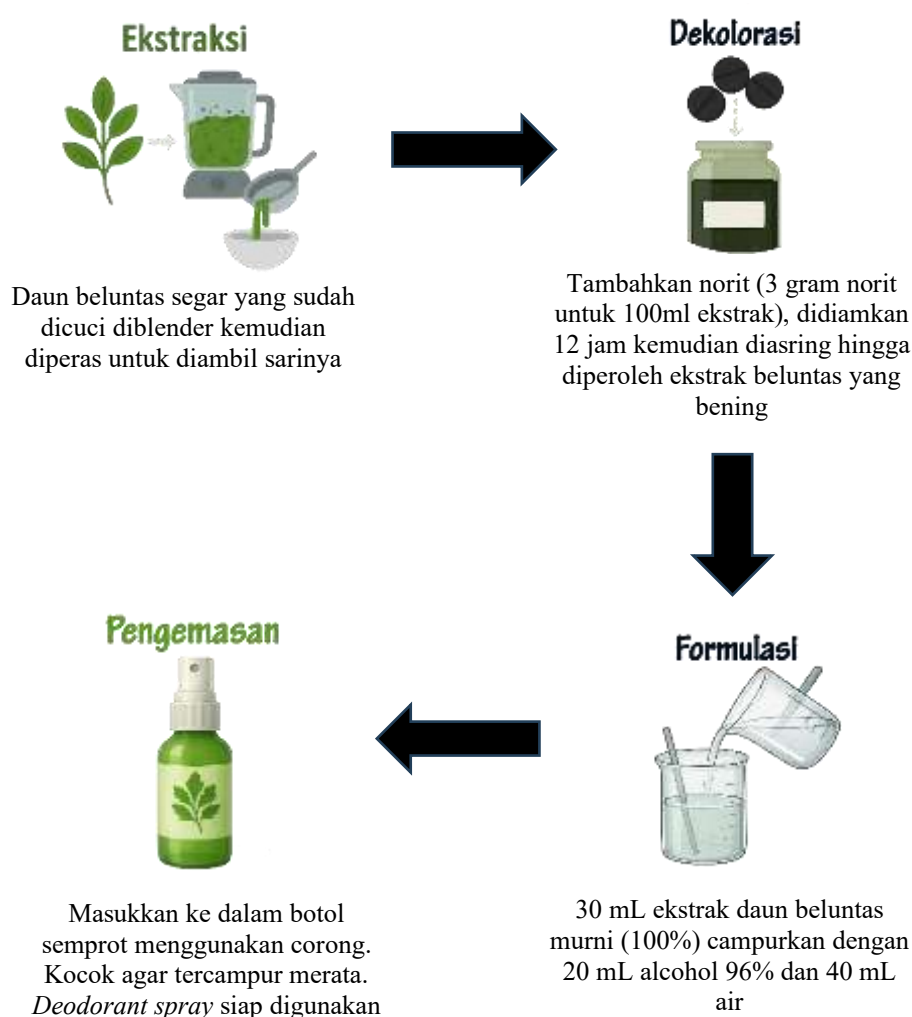 Ekstraksi
Daun beluntas segar yang sudah
dicuci diblender kemudian
diperas untuk diambil sarinya
Dekolorasi
Tambahkan norit (3 gram norit
untuk 100ml ekstrak), didiamkan
12 jam kemudian diasring hingga
diperoleh ekstrak beluntas yang
bening
Formulasi
30 mL ekstrak daun beluntas
murni (100%) campurkan dengan
20 mL alcohol 96% dan 40 mL
air
Pengemasan
Masukkan ke dalam botol
semprot menggunakan corong.
Kocok agar tercampur merata.
Deodorant spray siap digunakan